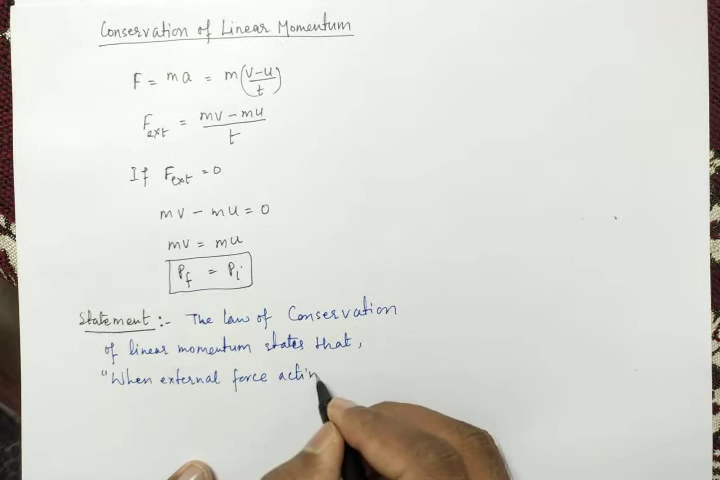 Conservation of Linear Momentum
F = ma = m(v-u/t)
Fext = mv - mu/t
If Fext = 0
mv - mu = 0
mv = mu
Pf = Pi
Statement :- The law of Conservation
of linear momentum states that,
"When external force actin